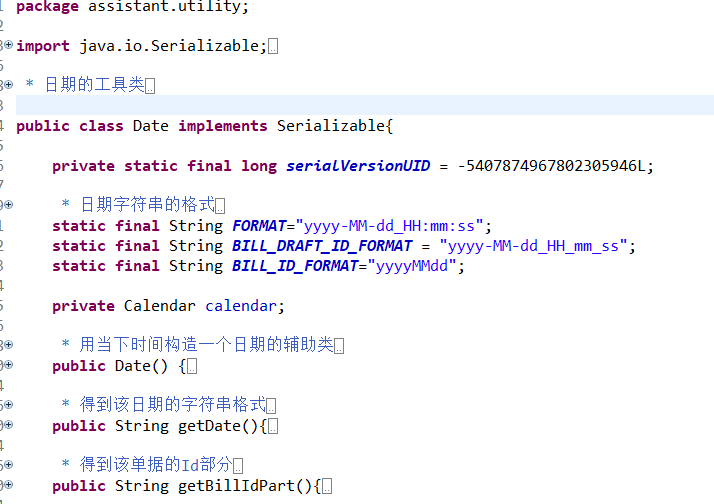 package assistant.utility;
import java.io.Serializable;
* 日期的工具类
public class Date implements Serializable{
private static final long serialVersionUID = -5407874967802305946L;
* 日期字符串的格式
static final String FORMAT="yyyy-MM-dd_HH:mm:ss";
static final String BILL_DRAFT_ID_FORMAT = "yyyy-MM-dd_HH_mm_ss";
static final String BILL_ID_FORMAT="yyyyMMdd";
private Calendar calendar;
* 用当下时间构造一个日期的辅助类
public Date() {
* 得到该日期的字符串格式
public String getDate(){
* 得到该单据的Id部分
public String getBillIdPart(){